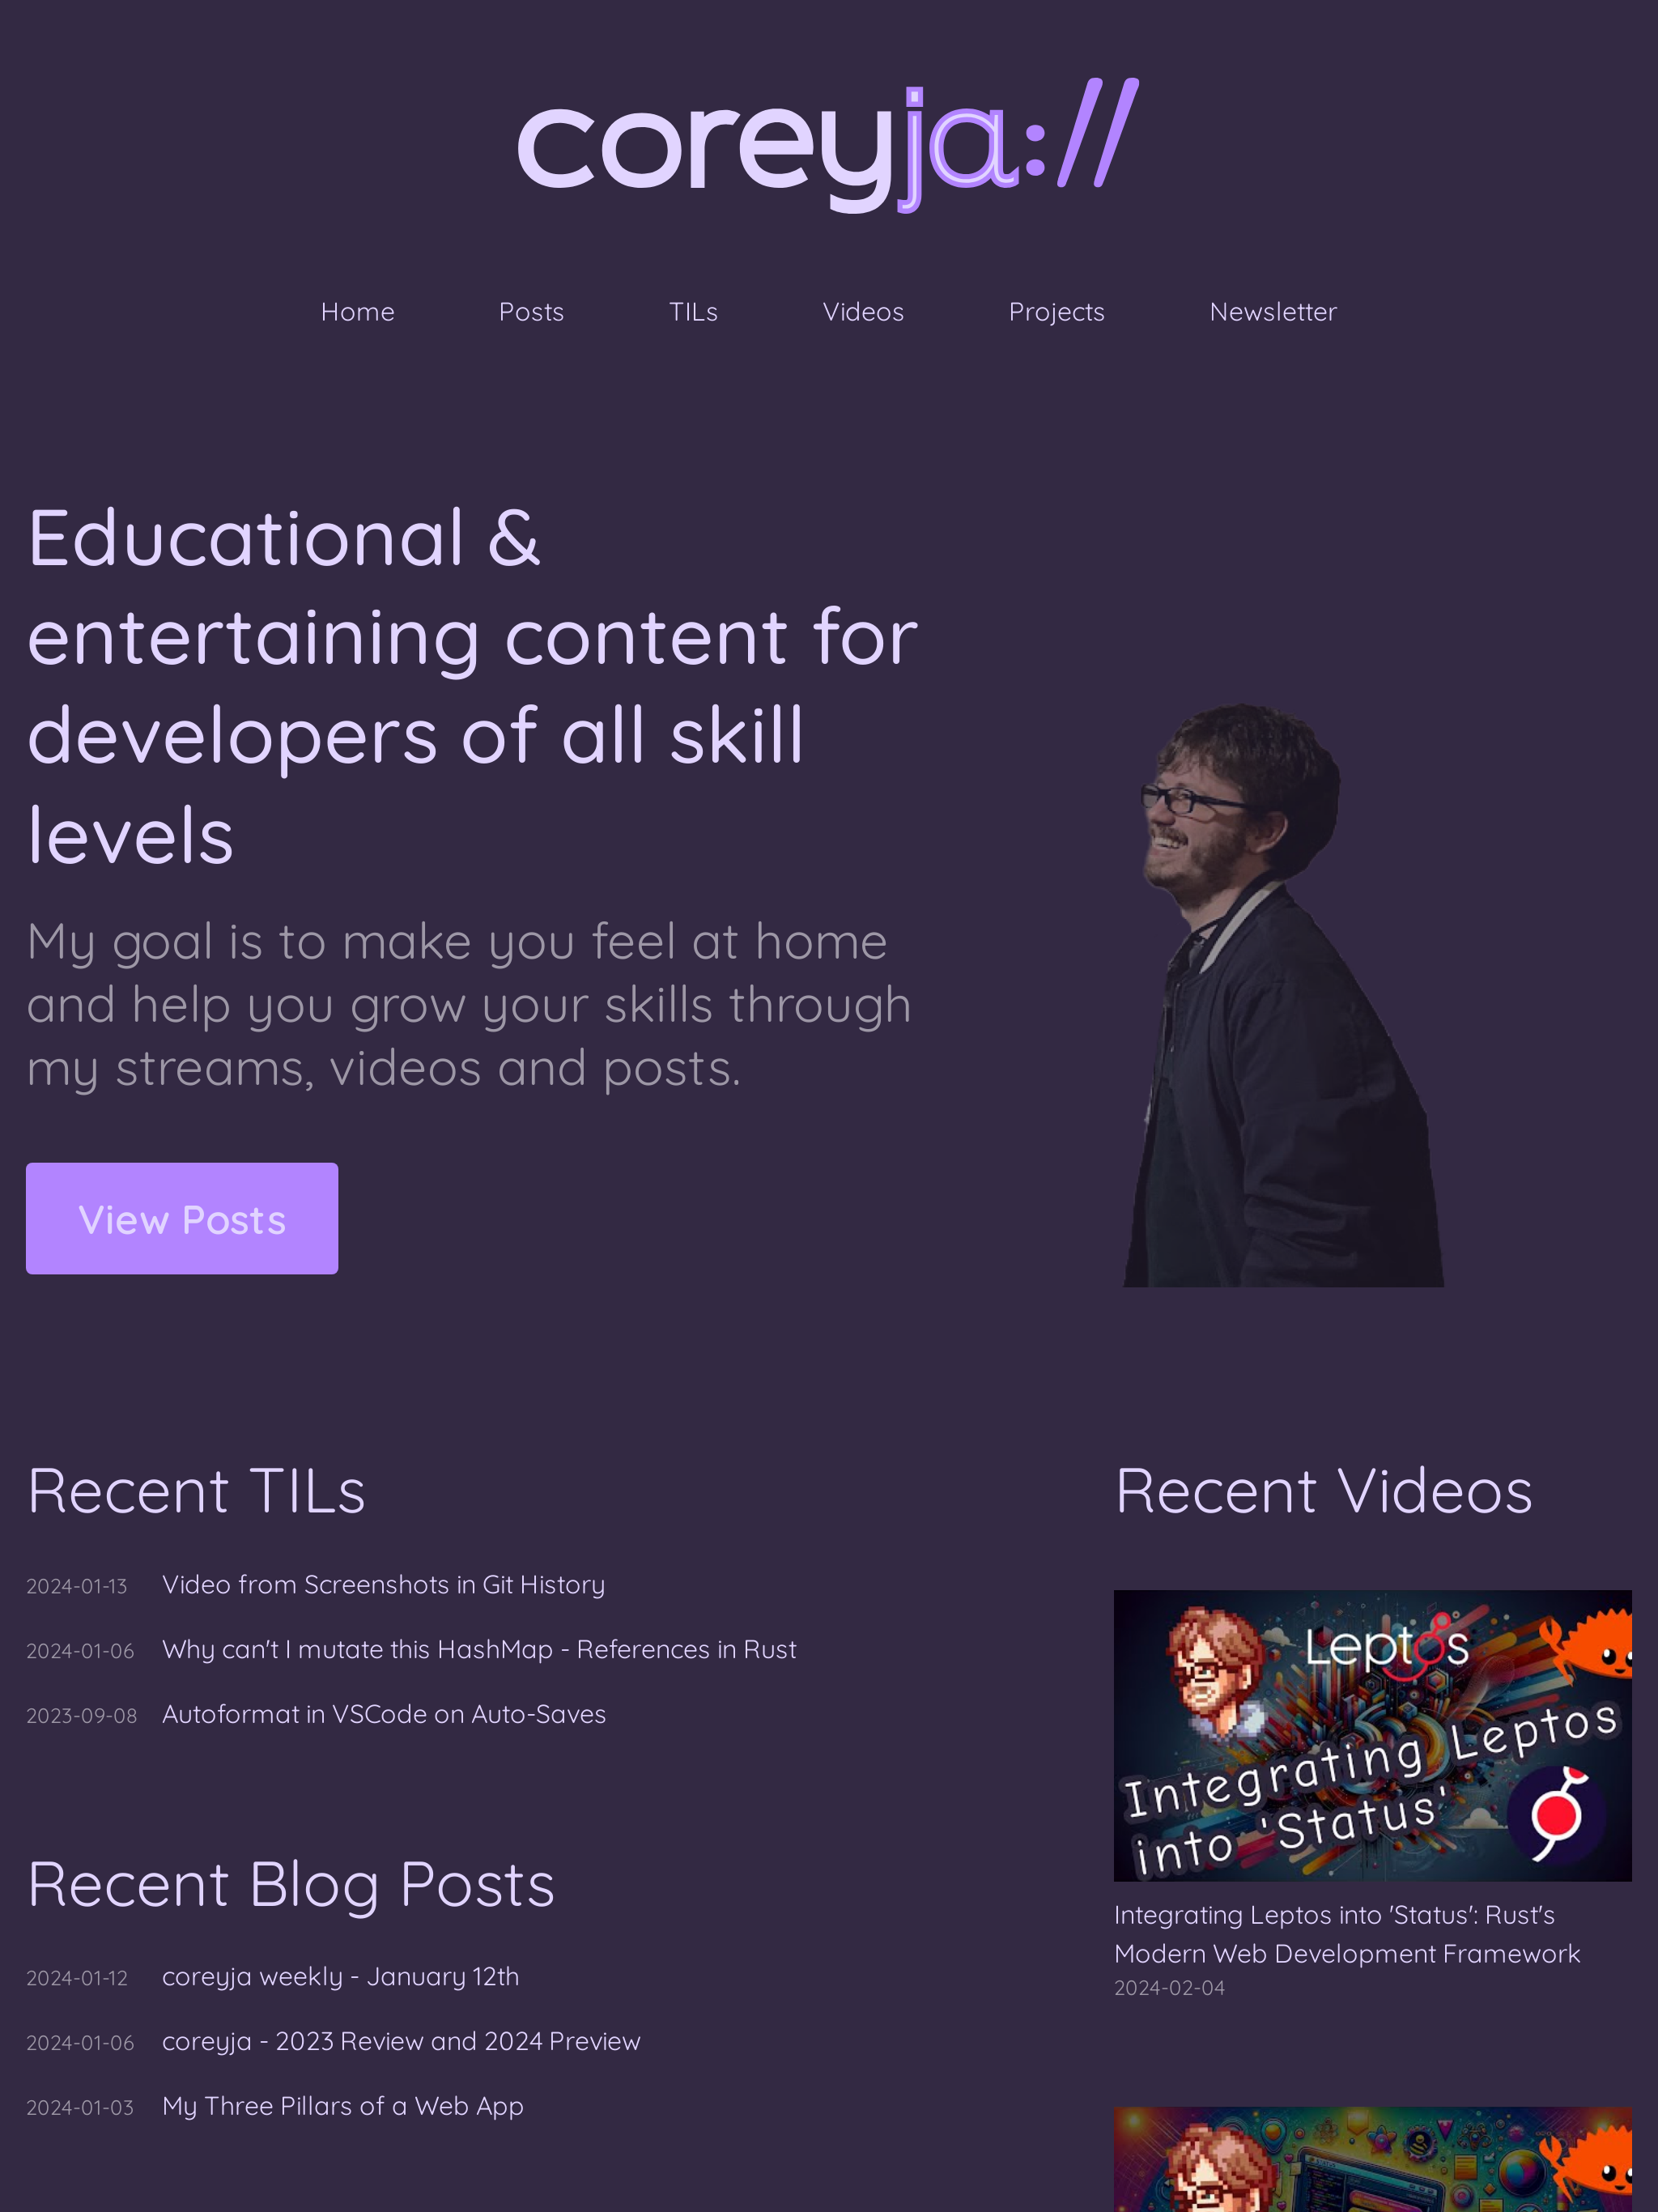 coreyja://
Home Posts TILs Videos Projects Newsletter
Educational &
entertaining content for
developers of all skill
levels
My goal is to make you feel at home
and help you grow your skills through
my streams, videos and posts.
View Posts
Recent TILs
2024-01-13 Video from Screenshots in Git History
2024-01-06 Why can't I mutate this HashMap - References in Rust
2023-09-08 Autoformat in VSCode on Auto-Saves
Recent Blog Posts
2024-01-12 coreyja weekly - January 12th
2024-01-06 coreyja - 2023 Review and 2024 Preview
2024-01-03 My Three Pillars of a Web App
Recent Videos
Leptos
Integrating Leptos
into 'Status'
Integrating Leptos into 'Status': Rust's
Modern Web Development Framework
2024-02-04